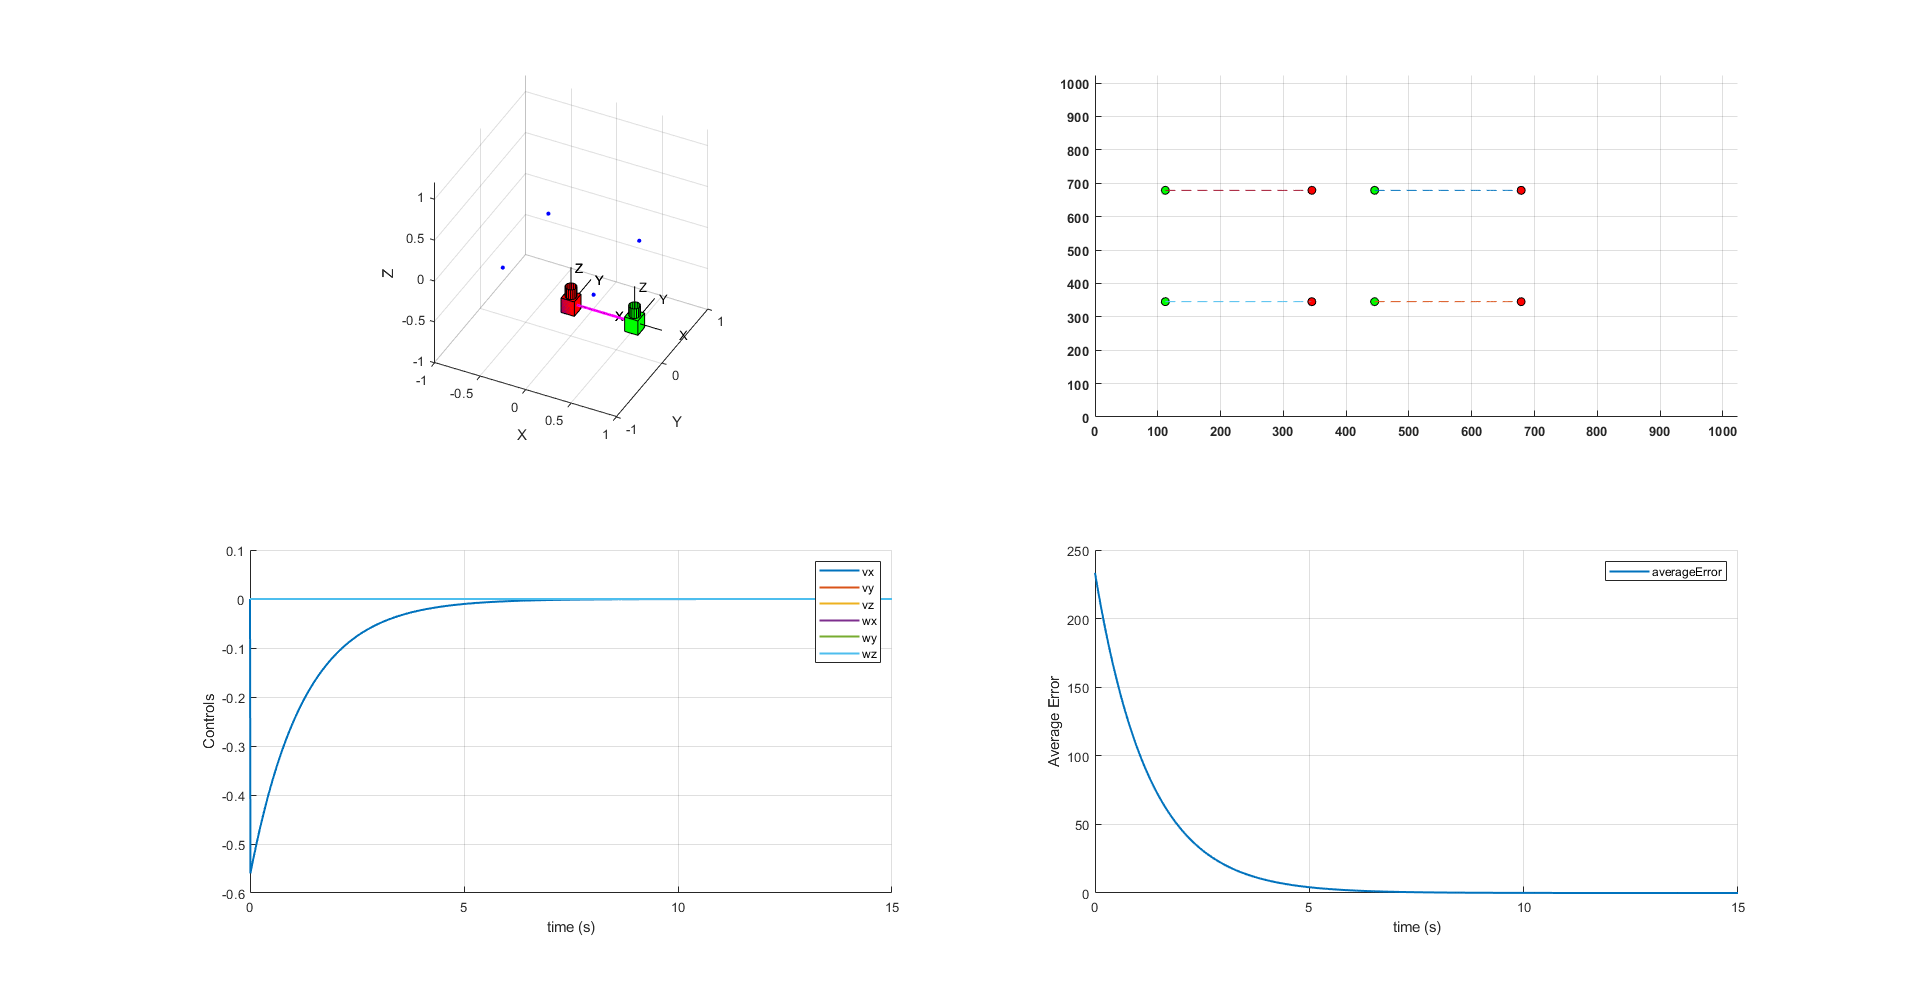 1
0.5
0
-0.5
-1
Z
-1
-0.5
0
0.5
1
X
-1
0
1
Y
Z
Y
X
Z
Y
X
1000
900
800
700
600
500
400
300
200
100
0
0 100 200 300 400 500 600 700 800 900 1000
0.1
0
-0.1
-0.2
-0.3
-0.4
-0.5
-0.6
Controls
0 5 10 15
time (s)
vx
vy
vz
wx
wy
wz
250
200
150
100
50
0
Average Error
0 5 10 15
time (s)
averageError